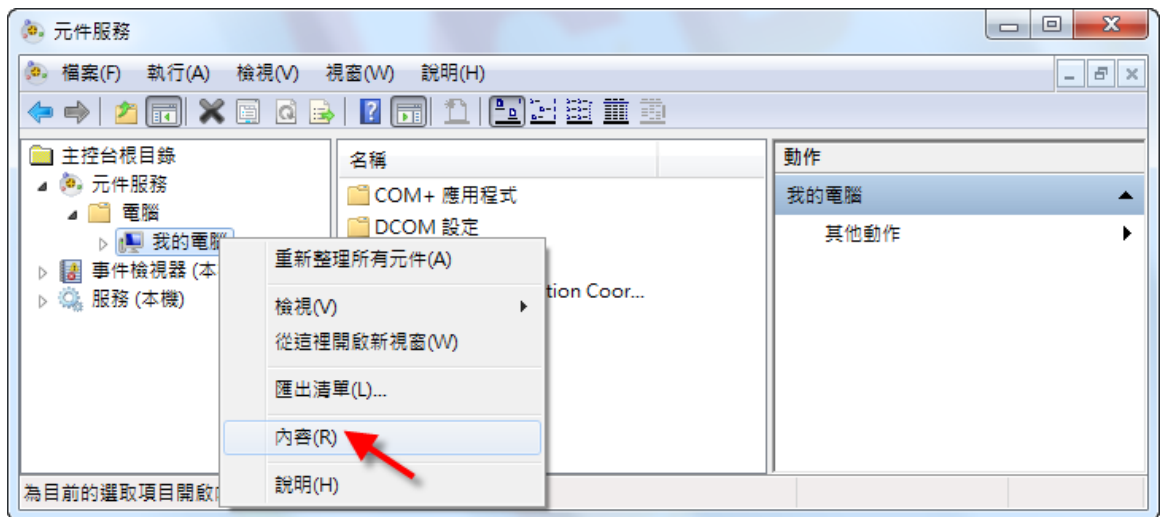 元件服務
檔案(F) 執行(A) 檢視(V) 視窗(W) 說明(H)
主控台根目錄
元件服務
電腦
我的電腦
事件檢視器 (本
服務 (本機)
名稱
COM+ 應用程式
DCOM 設定
tion Coor...
動作
我的電腦
其他動作
重新整理所有元件(A)
檢視(V)
從這裡開啟新視窗(W)
匯出清單(L)...
內容(R)
說明(H)
為目前的選取項目開啟